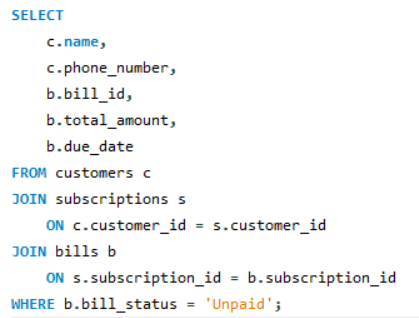 SELECT
    c.name,
    c.phone_number,
    b.bill_id,
    b.total_amount,
    b.due_date
FROM customers c
JOIN subscriptions s
    ON c.customer_id = s.customer_id
JOIN bills b
    ON s.subscription_id = b.subscription_id
WHERE b.bill_status = 'Unpaid';